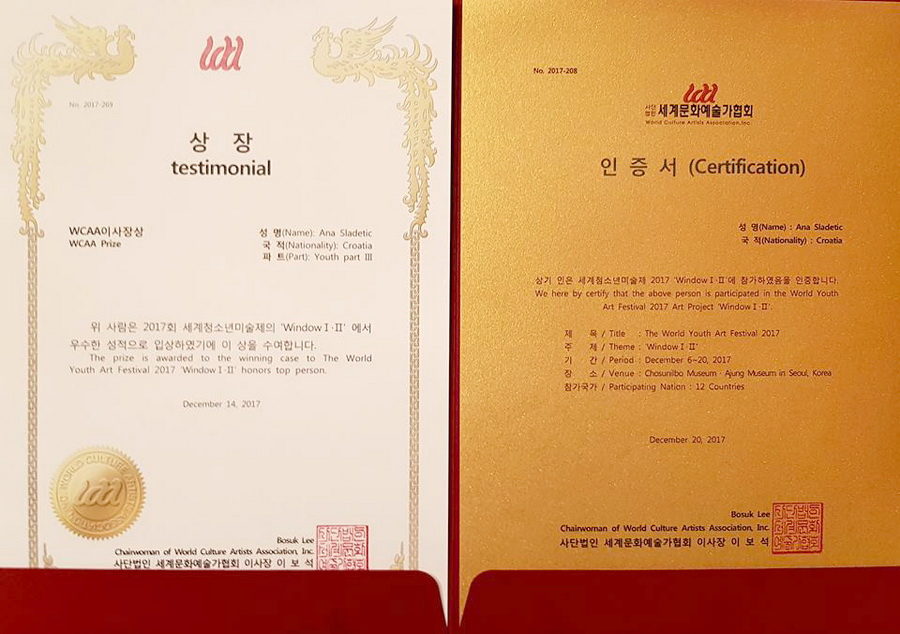 No. 2017-269
상 장
testimonial
WCAA이사장상
WCAA Prize
성 명(Name): Ana Sladetic
국 적(Nationality): Croatia
파 트(Part): Youth part III
위 사람은 2017회 세계청소년미술제의 'Window I·II' 에서
우수한 성적으로 입상하였기에 이 상을 수여합니다.
The prize is awarded to the winning case to The World
Youth Art Festival 2017 'Window I·II' honors top person.
December 14, 2017
WORLD CULTURE ARTIST
Bosuk Lee
Chairwoman of World Culture Artists Association, Inc.
사단법인 세계문화예술가협회 이사장 이 보 석
No. 2017-208
사단
법인 세계문화예술가협회
World Culture Artists Association,Inc.
인 증 서 (Certification)
성 명(Name) : Ana Sladetic
국 적(Nationality) : Croatia
상기 인은 세계청소년미술제 2017 'Window I·II'에 참가하였음을 인증합니다.
We here by certify that the above person is participated in the World Youth
Art Festival 2017 Art Project 'Window I·II'.
제 목 / Title : The World Youth Art Festival 2017
주 제 / Theme : 'Window I·II'
기 간 / Period : December 6~20, 2017
장 소 / Venue : Chosunilbo Museum · Ajung Museum in Seoul, Korea
참가국가 / Participating Nation : 12 Countries
December 20, 2017
Bosuk Lee
Chairwoman of World Culture Artists Association, Inc.
사단법인 세계문화예술가협회 이사장 이 보 석